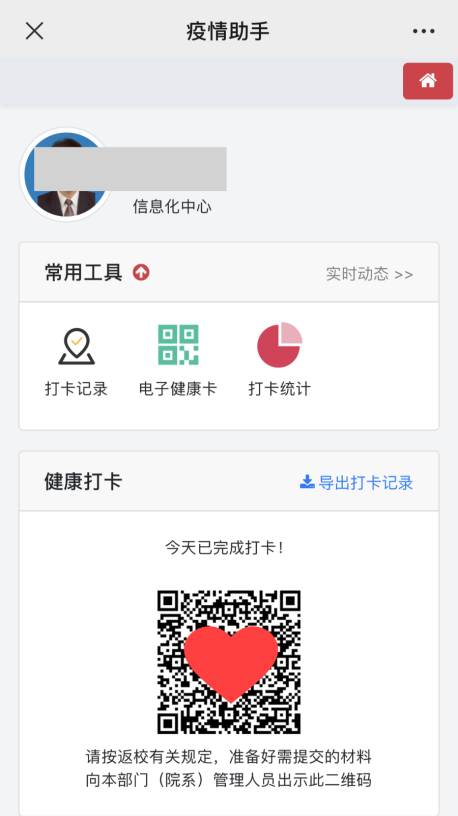 疫情助手
信息化中心
常用工具
实时动态 >>
打卡记录
电子健康卡
打卡统计
健康打卡
导出打卡记录
今天已完成打卡！
请按返校有关规定，准备好需提交的材料
向本部门（院系）管理人员出示此二维码